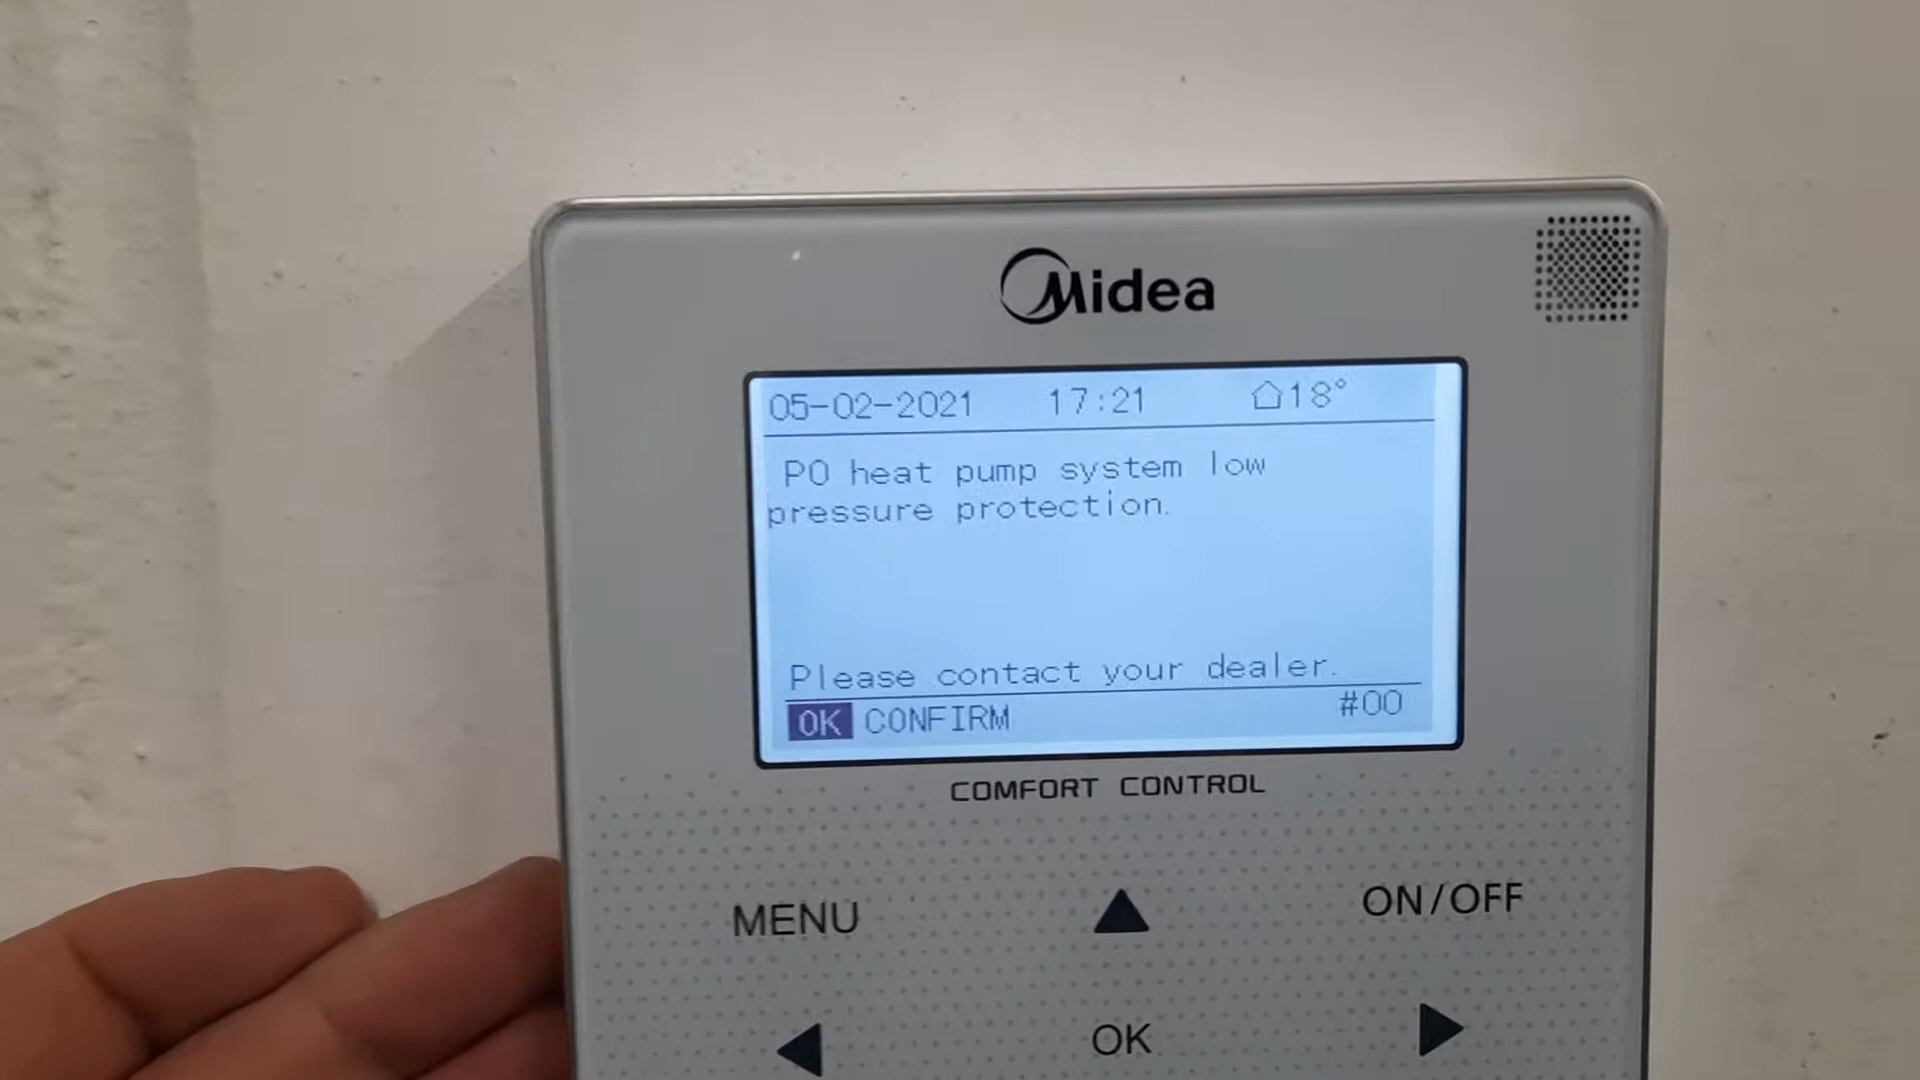 Midea
05-02-2021 17:21 18°
P0 heat pump system low
pressure protection.
Please contact your dealer.
OK CONFIRM #00
COMFORT CONTROL
MENU ON/OFF
OK